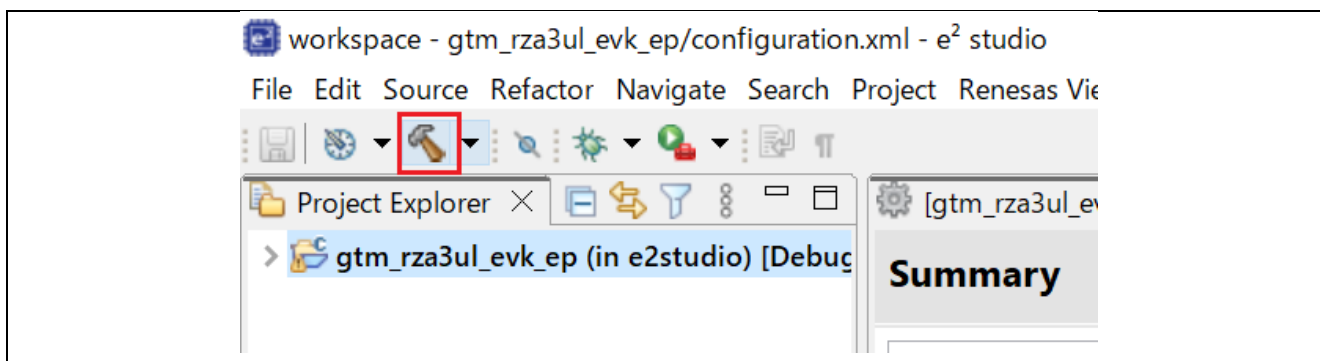 workspace - gtm_rza3ul_evk_ep/configuration.xml - e² studio
File Edit Source Refactor Navigate Search Project Renesas Vie
Project Explorer
[gtm_rza3ul_ev
gtm_rza3ul_evk_ep (in e2studio) [Debug
Summary